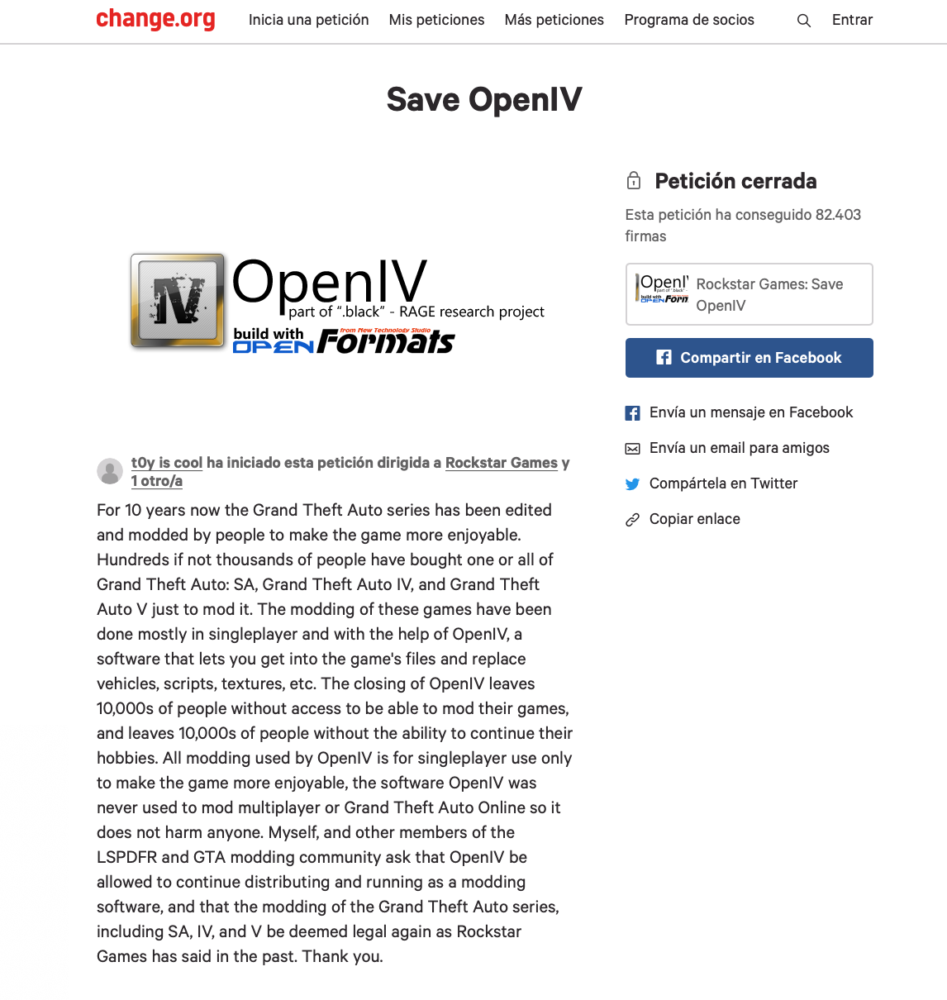 change.org
Inicia una petición
Mis peticiones
Más peticiones
Programa de socios
Entrar
Save OpenIV
OpenIV
part of ".black" - RAGE research project
build with
from New Technology Studio
OPEN Formats
IV
t0y is cool ha iniciado esta petición dirigida a Rockstar Games y
1 otro/a
For 10 years now the Grand Theft Auto series has been edited
and modded by people to make the game more enjoyable.
Hundreds if not thousands of people have bought one or all of
Grand Theft Auto: SA, Grand Theft Auto IV, and Grand Theft
Auto V just to mod it. The modding of these games have been
done mostly in singleplayer and with the help of OpenIV, a
software that lets you get into the game's files and replace
vehicles, scripts, textures, etc. The closing of OpenIV leaves
10,000s of people without access to be able to mod their games,
and leaves 10,000s of people without the ability to continue their
hobbies. All modding used by OpenIV is for singleplayer use only
to make the game more enjoyable, the software OpenIV was
never used to mod multiplayer or Grand Theft Auto Online so it
does not harm anyone. Myself, and other members of the
LSPDFR and GTA modding community ask that OpenIV be
allowed to continue distributing and running as a modding
software, and that the modding of the Grand Theft Auto series,
including SA, IV, and V be deemed legal again as Rockstar
Games has said in the past. Thank you.
Petición cerrada
Esta petición ha conseguido 82.403
firmas
Rockstar Games: Save
OpenIV
Compartir en Facebook
Envía un mensaje en Facebook
Envía un email para amigos
Compártela en Twitter
Copiar enlace